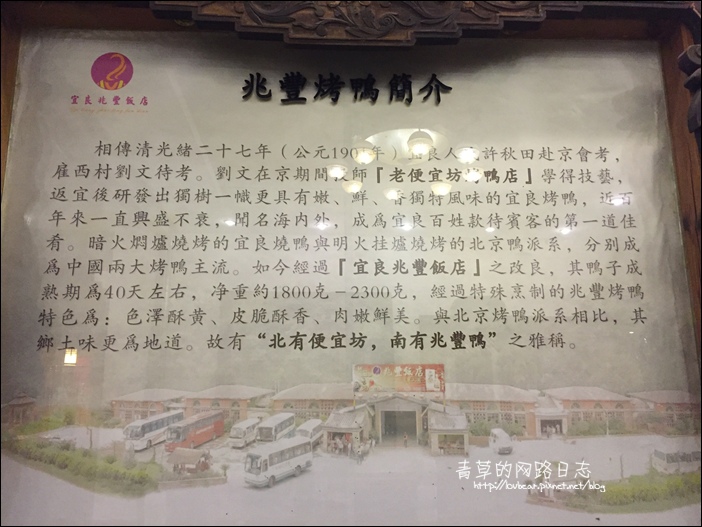 宜良兆豐飯店
兆豐烤鴨簡介
相傳清光緒二十七年（公元190年）良人許秋田赴京會考，
雇西村劉文待考。劉文在京期間師『老便宜坊鴨店』學得技藝，
返宜後研發出獨樹一幟更具有嫩、鮮、香獨特風味的宜良烤鴨，近百
年來一直興盛不衰，聞名海内外，成爲宜良百姓款待賓客的第一道佳
肴。暗火燜爐燒烤的宜良燒鴨與明火挂爐燒烤的北京鴨派系，分别成
爲中國兩大烤鴨主流。如今經過『宜良兆豐飯店』之改良，其鴨子成
熟期爲40天左右，净重約1800克－2300克，經過特殊烹制的兆豐烤鴨
特色爲：色澤酥黄、皮脆酥香、肉嫩鮮美。與北京烤鴨派系相比，其
鄉土味更爲地道。故有“北有便宜坊，南有兆豐鴨”之雅稱。
兆豐飯店
青草的网路日志
http://loubean.pixnet.net/blog